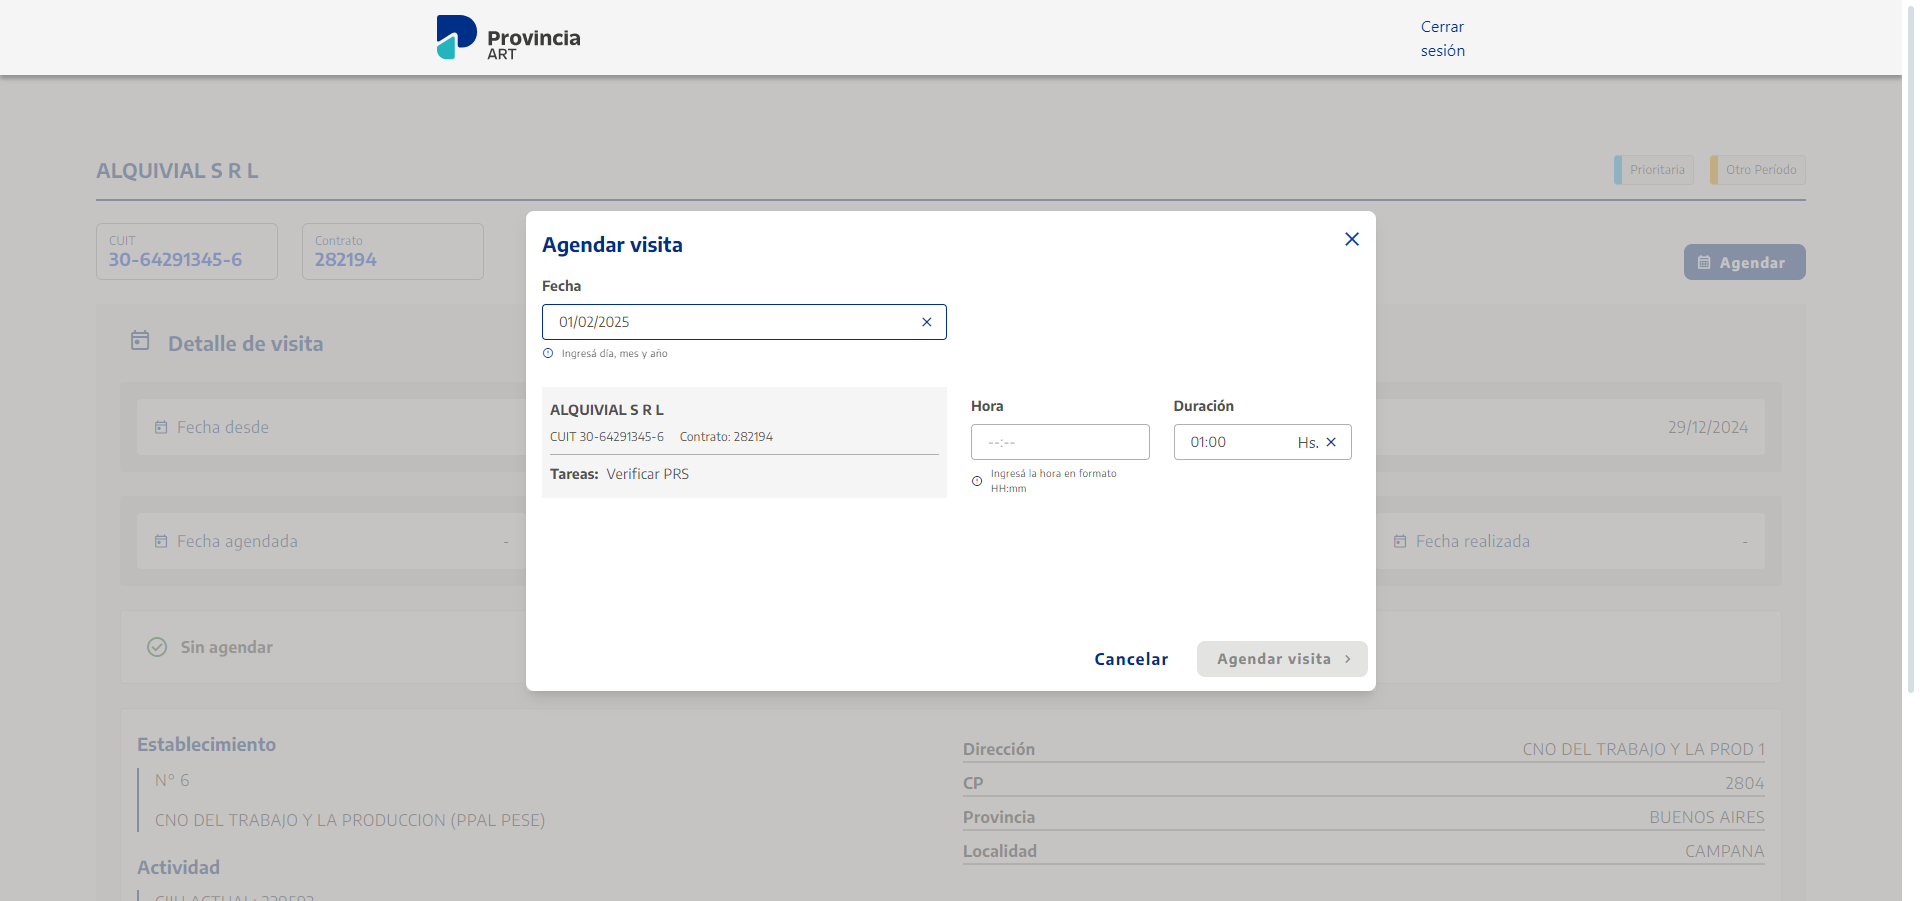 Provincia
ART
Cerrar
sesión
ALQUIVIAL S R L
Prioritaria
Otro Período
CUIT
30-64291345-6
Contrato
282194
Agendar
Detalle de visita
Fecha desde
29/12/2024
Fecha agendada
-
Fecha realizada
-
Sin agendar
Agendar visita
Fecha
01/02/2025
Ingresá día, mes y año
ALQUIVIAL S R L
CUIT 30-64291345-6 Contrato: 282194
Tareas: Verificar PRS
Hora
--:--
Ingresá la hora en formato
HH:mm
Duración
01:00 Hs.
Cancelar
Agendar visita
Establecimiento
N° 6
CNO DEL TRABAJO Y LA PRODUCCION (PPAL PESE)
Actividad
Dirección CNO DEL TRABAJO Y LA PROD 1
CP 2804
Provincia BUENOS AIRES
Localidad CAMPANA